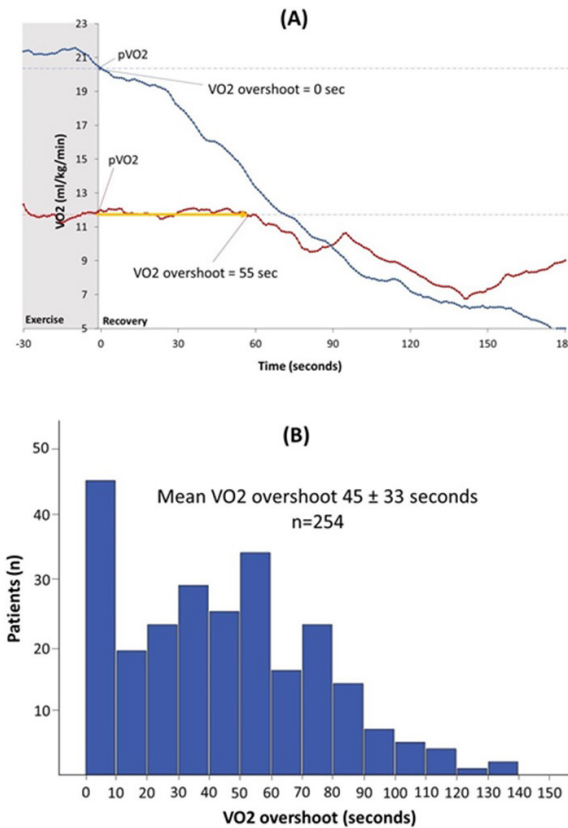 (A)
23
21
19
17
15
13
11
9
7
5
VO2 (ml/kg/min)
pVO2
VO2 overshoot = 0 sec
pVO2
VO2 overshoot = 55 sec
Exercise
Recovery
-30 0 30 60 90 120 150 180
Time (seconds)
(B)
50
40
30
20
10
Patients (n)
Mean VO2 overshoot 45 ± 33 seconds
n=254
0 10 20 30 40 50 60 70 80 90 100 110 120 130 140 150
VO2 overshoot (seconds)